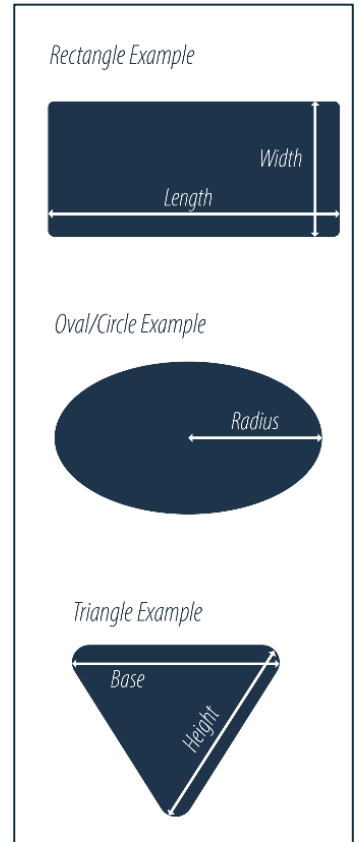 Rectangle Example
Width
Length
Oval/Circle Example
Radius
Triangle Example
Base
Height